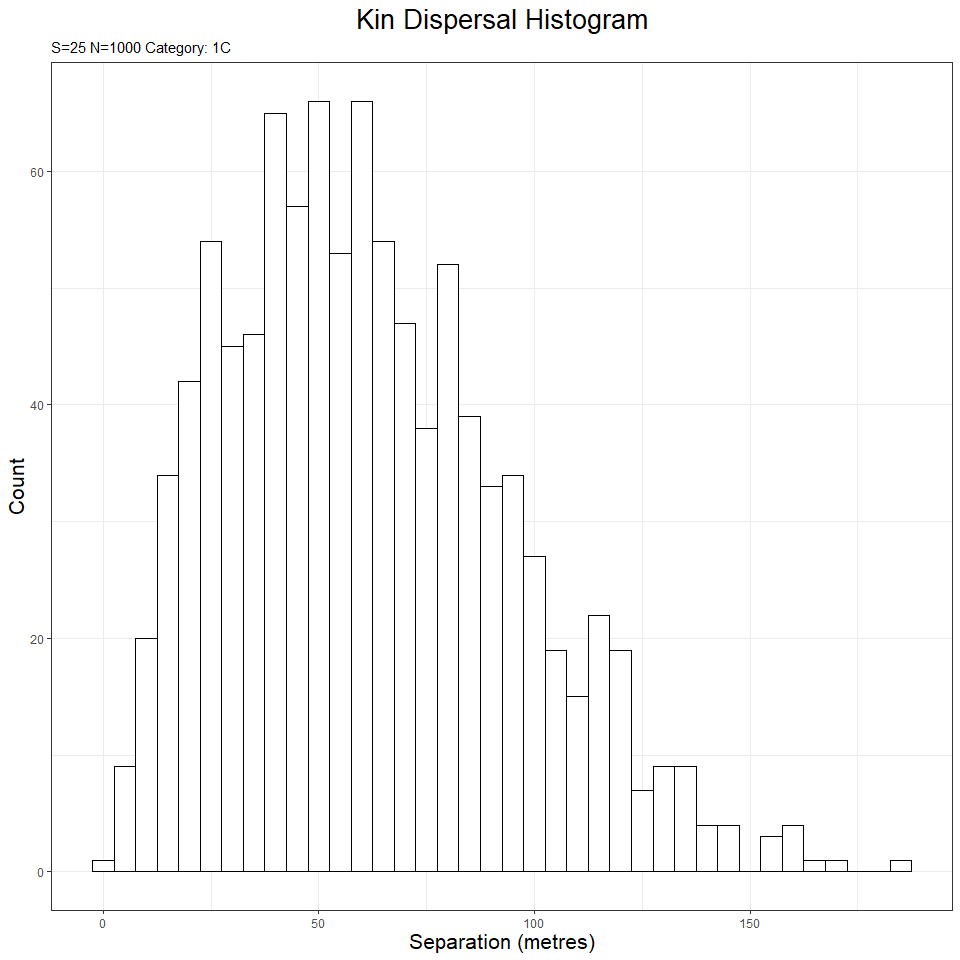 Kin Dispersal Histogram
S=25 N=1000 Category: 1C
60
40
20
0
Count
0 50 100 150
Separation (metres)